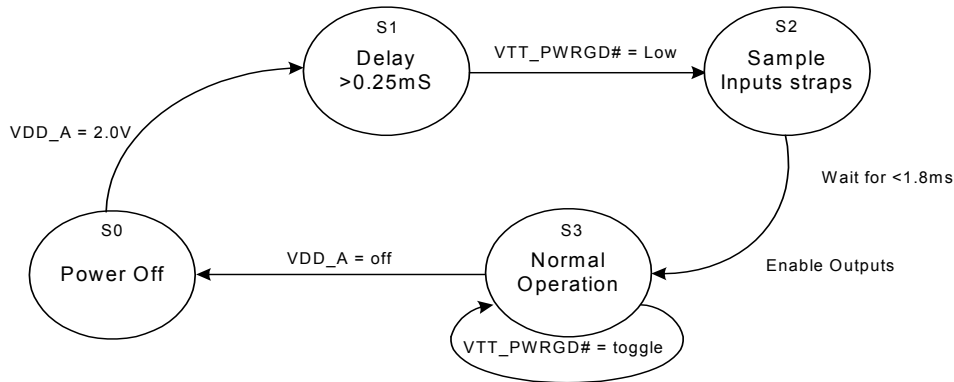 S1
Delay
>0.25mS
VTT_PWRGD# = Low
S2
Sample
Inputs straps
VDD_A = 2.0V
Wait for <1.8ms
S0
Power Off
VDD_A = off
S3
Normal
Operation
Enable Outputs
VTT_PWRGD# = toggle